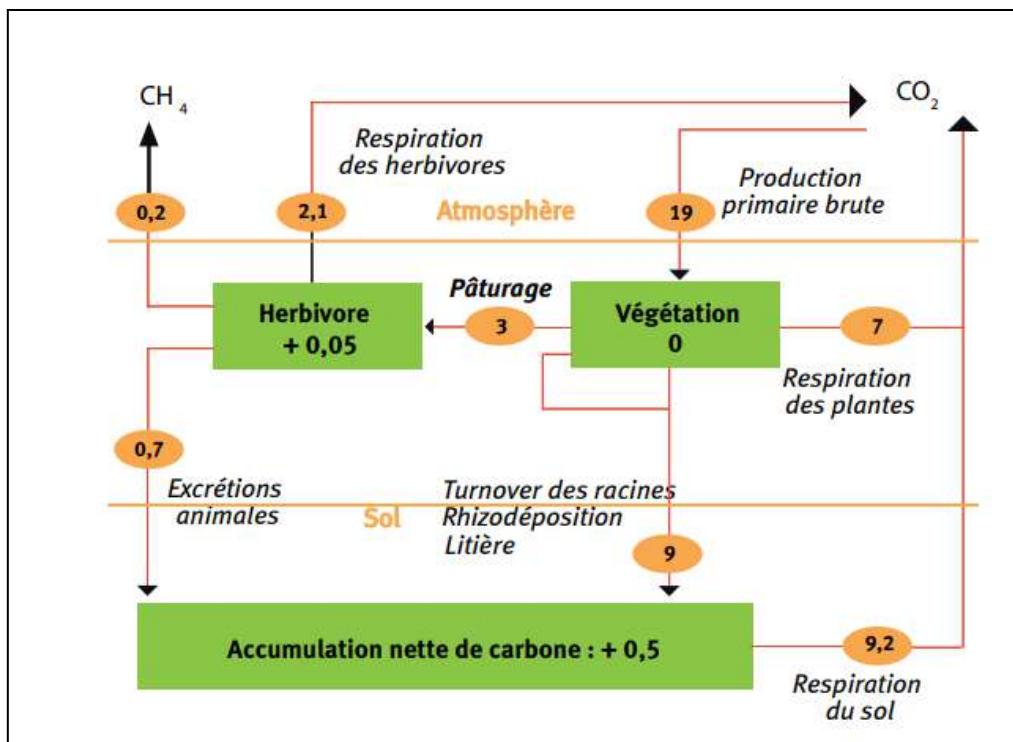 CH4
CO2
Respiration
des herbivores
Production
primaire brute
0,2
2,1
Atmosphère
19
Herbivore
+ 0,05
Pâturage
3
Végétation
0
7
Respiration
des plantes
0,7
Excrétions
animales
Sol
Turnover des racines
Rhizodéposition
Litière
9
Accumulation nette de carbone : + 0,5
9,2
Respiration
du sol